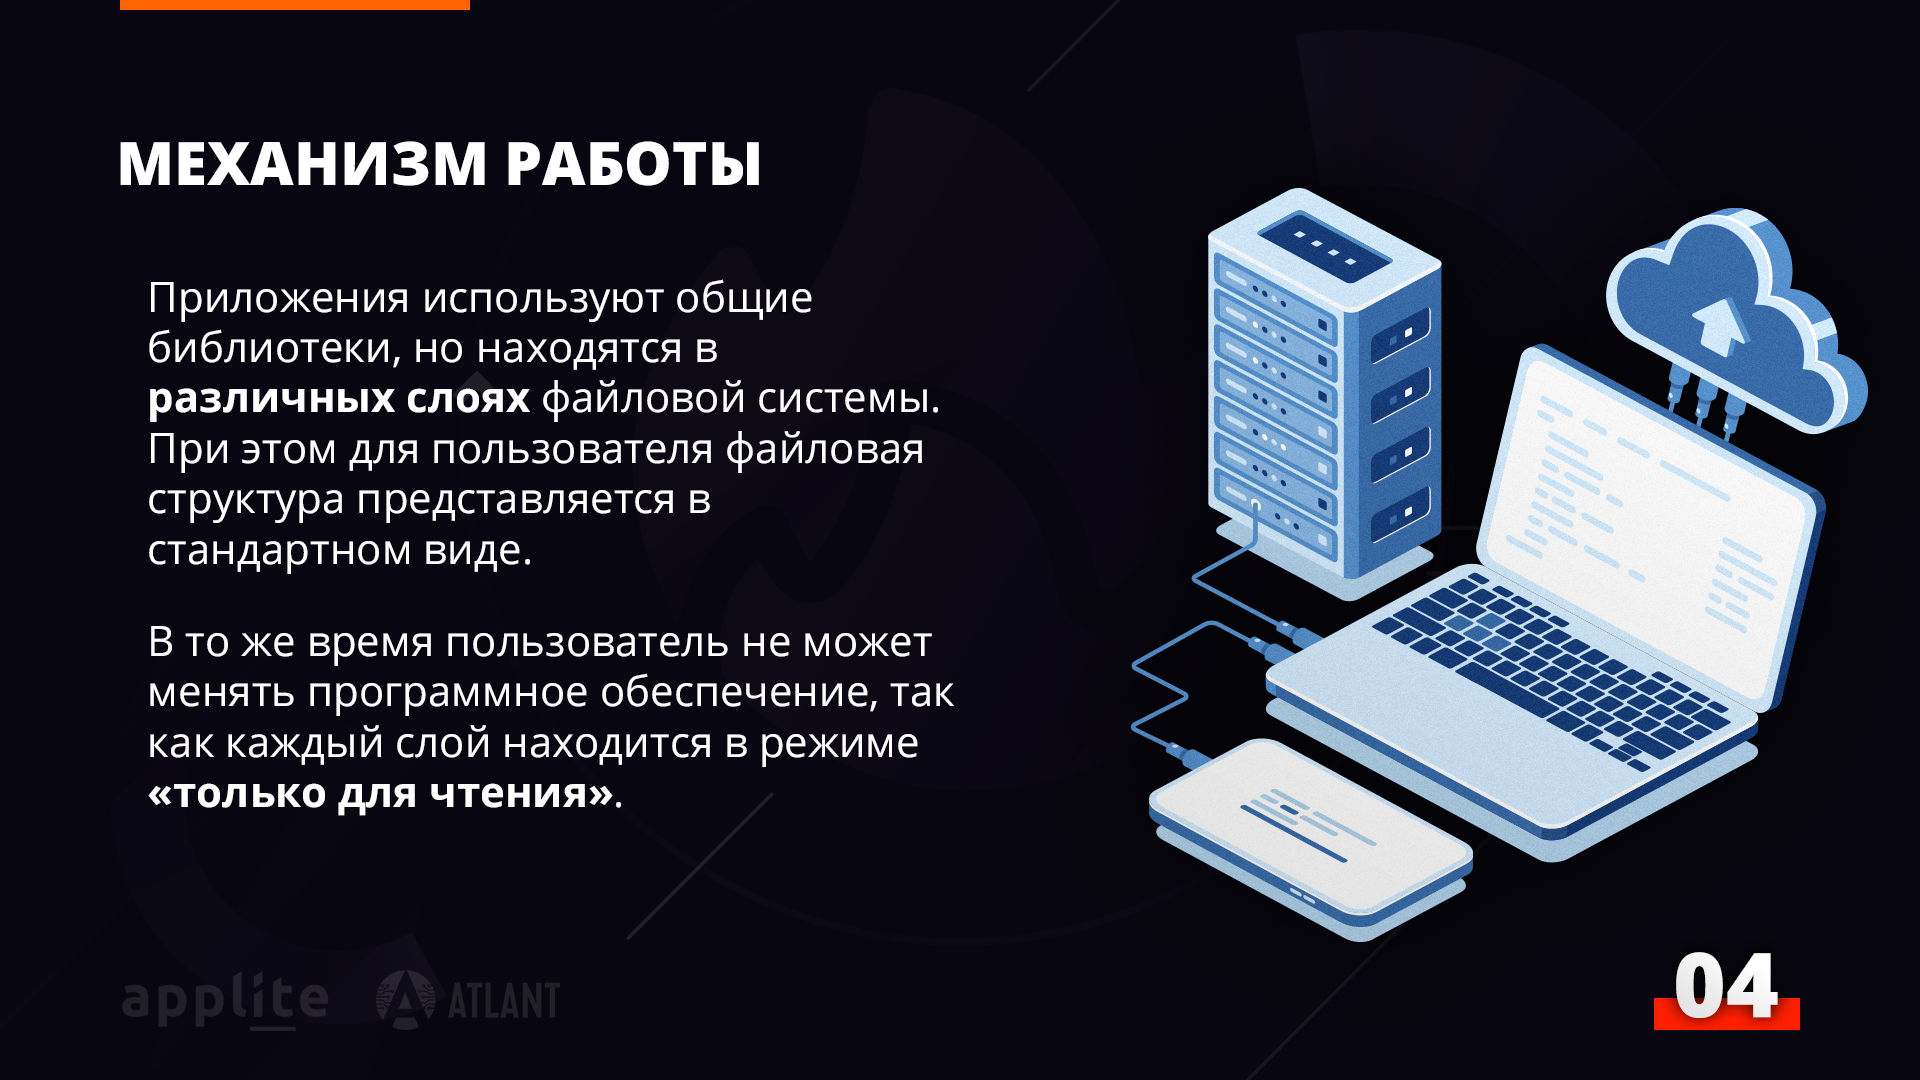 МЕХАНИЗМ РАБОТЫ
Приложения используют общие
библиотеки, но находятся в
различных слоях файловой системы.
При этом для пользователя файловая
структура представляется в
стандартном виде.
В то же время пользователь не может
менять программное обеспечение, так
как каждый слой находится в режиме
«только для чтения».
applite
ATLANT
04